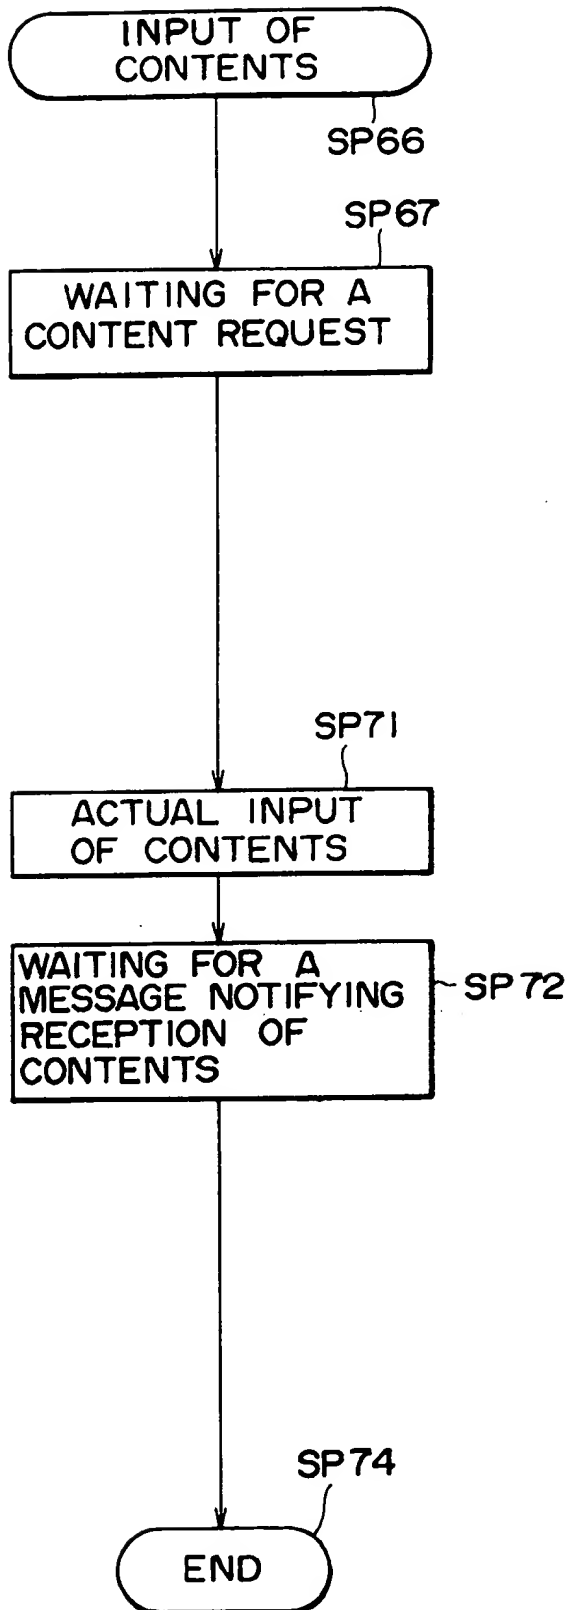 INPUT OF
CONTENTS
SP66
SP67
WAITING FOR A
CONTENT REQUEST
SP71
ACTUAL INPUT
OF CONTENTS
WAITING FOR A
MESSAGE NOTIFYING
RECEPTION OF
CONTENTS
SP72
SP74
END